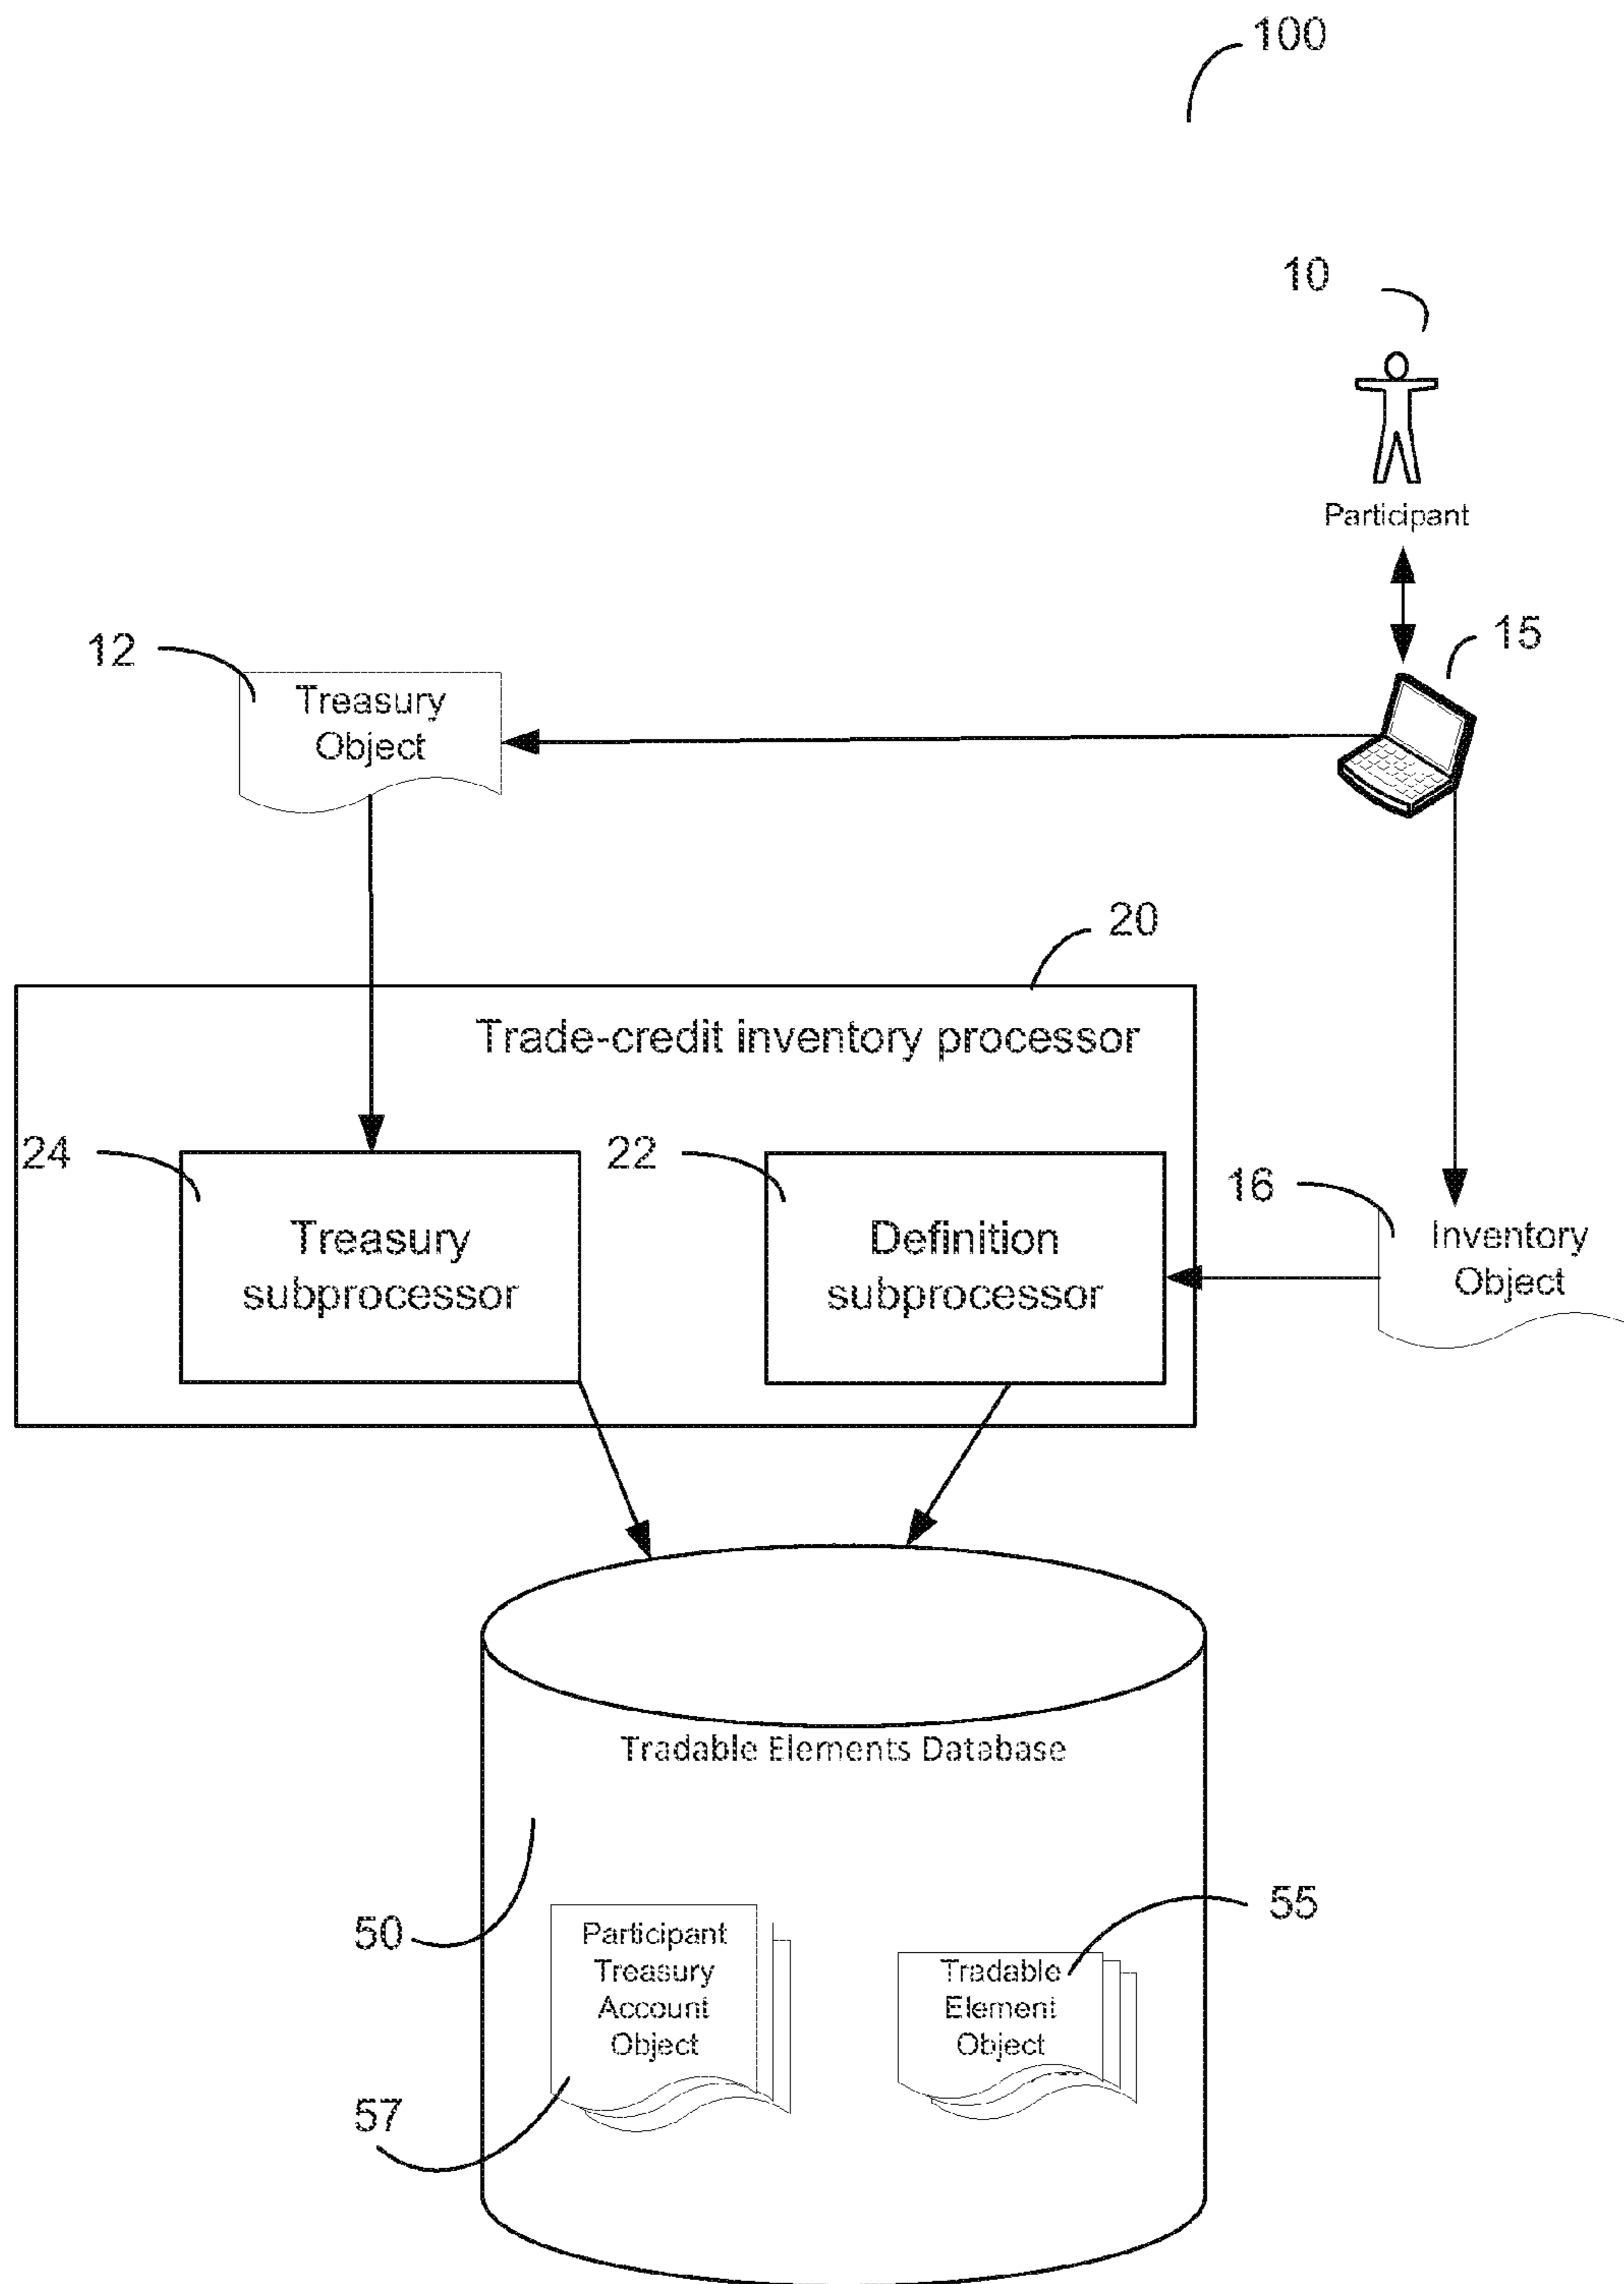 100
10
Participant
15
12
Treasury
Object
20
Trade-credit inventory processor
24
22
Treasury
subprocessor
Definition
subprocessor
16
Inventory
Object
Tradable Elements Database
50
55
Participant
Treasury
Account
Object
Tradable
Element
Object
57